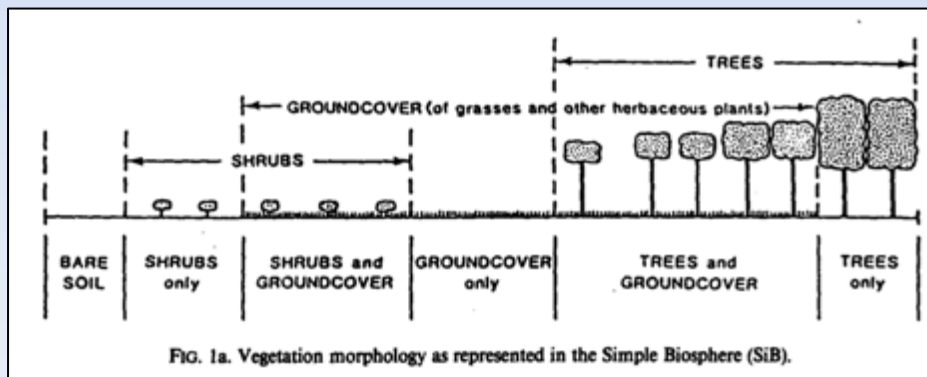 TREES
GROUNDCOVER (of grasses and other herbaceous plants)
SHRUBS
BARE SOIL
SHRUBS only
SHRUBS and GROUNDCOVER
GROUNDCOVER only
TREES and GROUNDCOVER
TREES only
FIG. 1a. Vegetation morphology as represented in the Simple Biosphere (SiB).